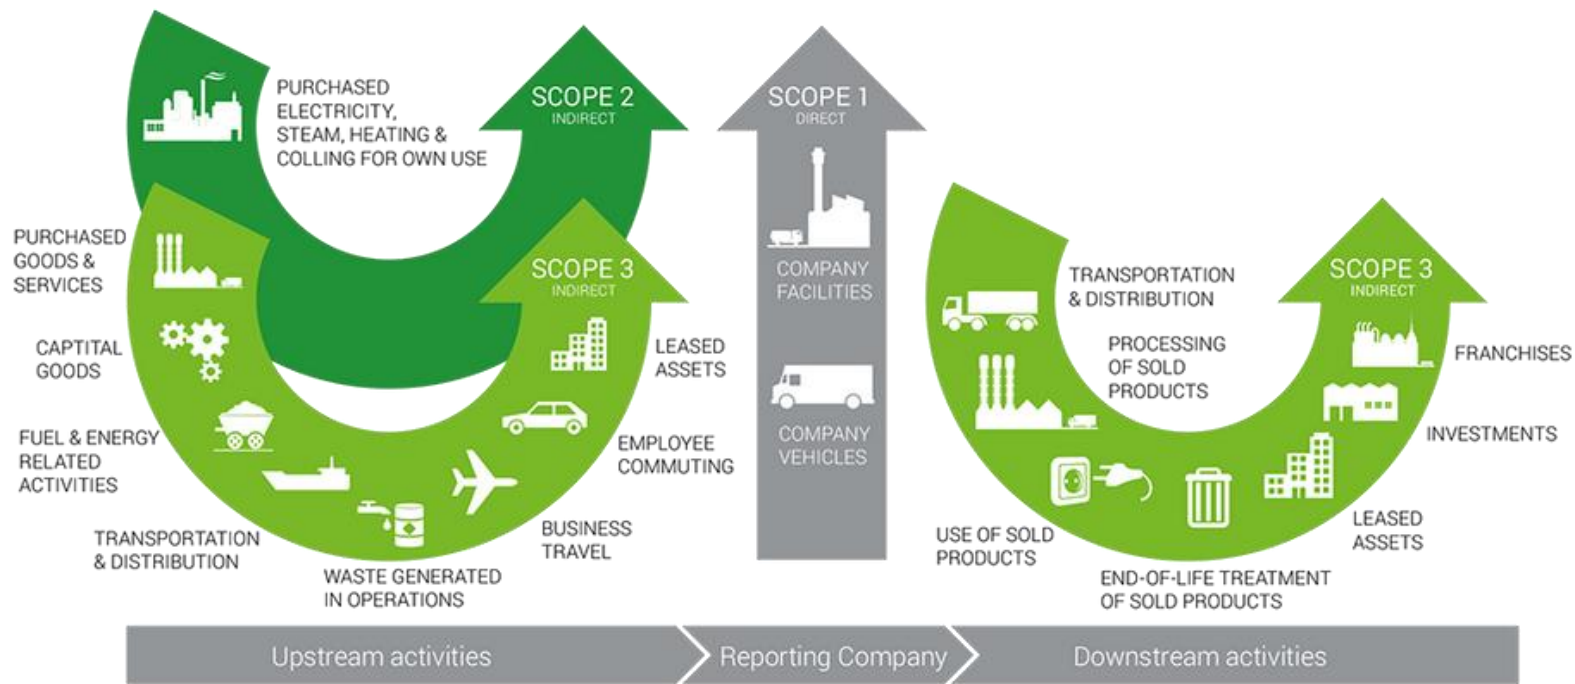 PURCHASED
ELECTRICITY,
STEAM, HEATING &
COLLING FOR OWN USE
SCOPE 2
INDIRECT
SCOPE 1
DIRECT
COMPANY
FACILITIES
COMPANY
VEHICLES
PURCHASED
GOODS &
SERVICES
CAPTITAL
GOODS
FUEL & ENERGY
RELATED
ACTIVITIES
TRANSPORTATION
& DISTRIBUTION
WASTE GENERATED
IN OPERATIONS
BUSINESS
TRAVEL
EMPLOYEE
COMMUTING
LEASED
ASSETS
SCOPE 3
INDIRECT
TRANSPORTATION
& DISTRIBUTION
PROCESSING
OF SOLD
PRODUCTS
USE OF SOLD
PRODUCTS
END-OF-LIFE TREATMENT
OF SOLD PRODUCTS
LEASED
ASSETS
INVESTMENTS
FRANCHISES
SCOPE 3
INDIRECT
Upstream activities
Reporting Company
Downstream activities